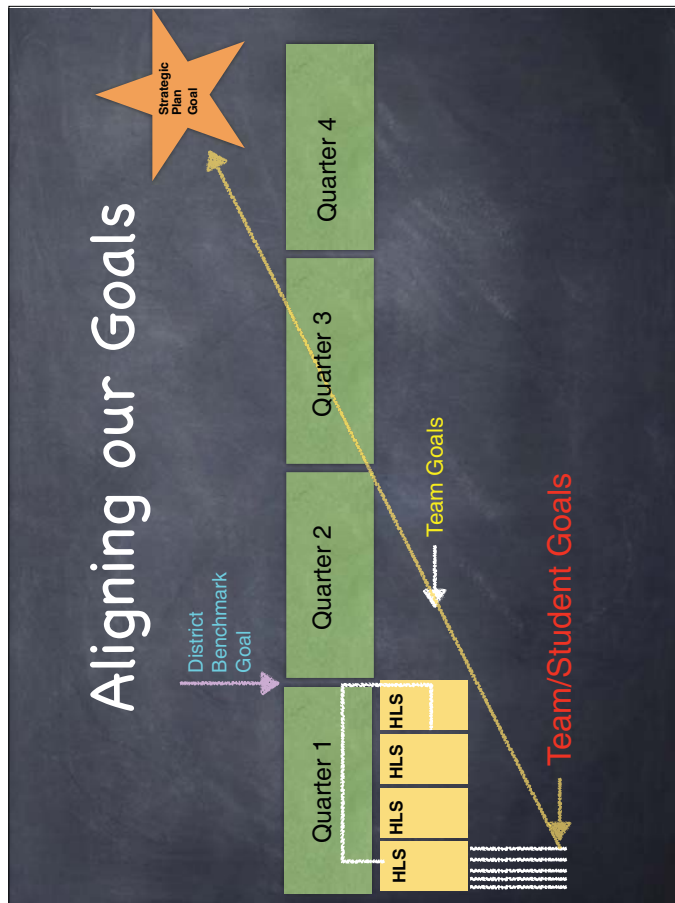 Aligning our Goals
Strategic
Plan
Goal
District
Benchmark
Goal
Quarter 1
Quarter 2
Quarter 3
Quarter 4
HLS
HLS
HLS
HLS
Team Goals
Team/Student Goals